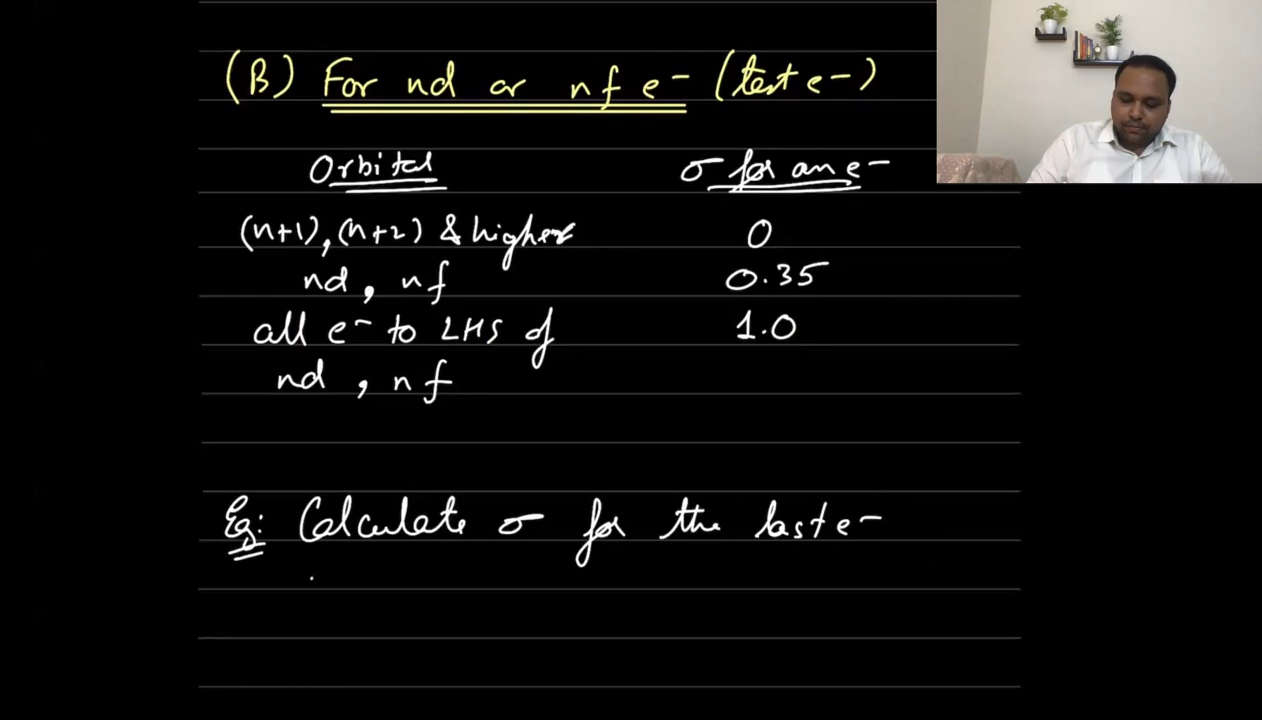 (B) For nd or nf e- (test e-)
Orbital σ for an e-
(n+1), (n+2) & higher 0
nd, nf 0.35
all e- to LHS of 1.0
nd, nf
Eg: Calculate σ for the last e-